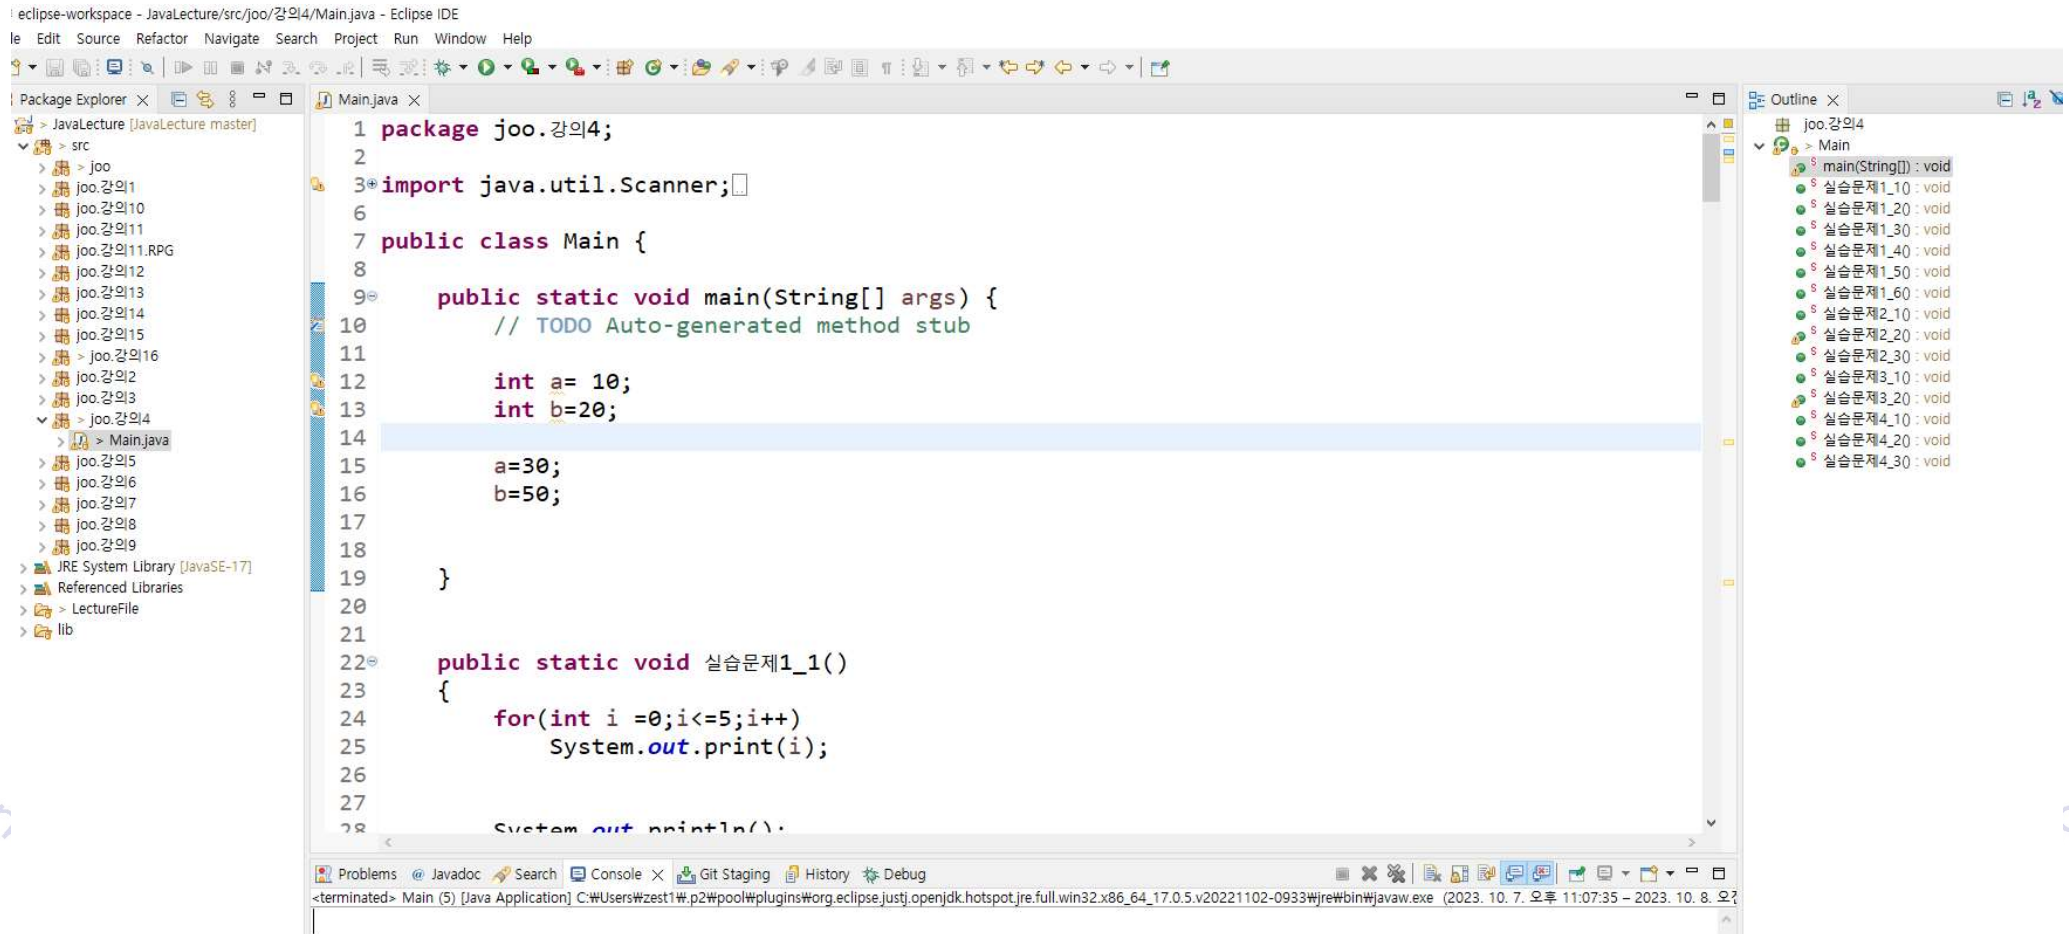 eclipse-workspace - JavaLecture/src/joo/강의4/Main.java - Eclipse IDE
le Edit Source Refactor Navigate Search Project Run Window Help
Package Explorer
> JavaLecture [JavaLecture master]
> src
> joo
joo.강의1
joo.강의10
joo.강의11
joo.강의11.RPG
joo.강의12
joo.강의13
joo.강의14
joo.강의15
> joo.강의16
joo.강의2
joo.강의3
> joo.강의4
> Main.java
joo.강의5
joo.강의6
joo.강의7
joo.강의8
joo.강의9
JRE System Library [JavaSE-17]
Referenced Libraries
> LectureFile
lib
Main.java
1 package joo.강의4;
2
3 import java.util.Scanner;
6
7 public class Main {
8
9 public static void main(String[] args) {
10 // TODO Auto-generated method stub
11
12 int a= 10;
13 int b=20;
14
15 a=30;
16 b=50;
17
18
19 }
20
21
22 public static void 실습문제1_1()
23 {
24 for(int i =0;i<=5;i++)
25 System.out.print(i);
26
27
28 System.out.println();
Outline
joo.강의4
> Main
main(String[]) : void
실습문제1_1() : void
실습문제1_2() : void
실습문제1_3() : void
실습문제1_4() : void
실습문제1_5() : void
실습문제1_6() : void
실습문제2_1() : void
실습문제2_2() : void
실습문제2_3() : void
실습문제3_1() : void
실습문제3_2() : void
실습문제4_1() : void
실습문제4_2() : void
실습문제4_3() : void
Problems @ Javadoc Search Console Git Staging History Debug
<terminated> Main (5) [Java Application] C:₩Users₩zest1₩.p2₩pool₩plugins₩org.eclipse.justj.openjdk.hotspot.jre.full.win32.x86_64_17.0.5.v20221102-0933₩jre₩bin₩javaw.exe (2023. 10. 7. 오후 11:07:35 – 2023. 10. 8. 오전